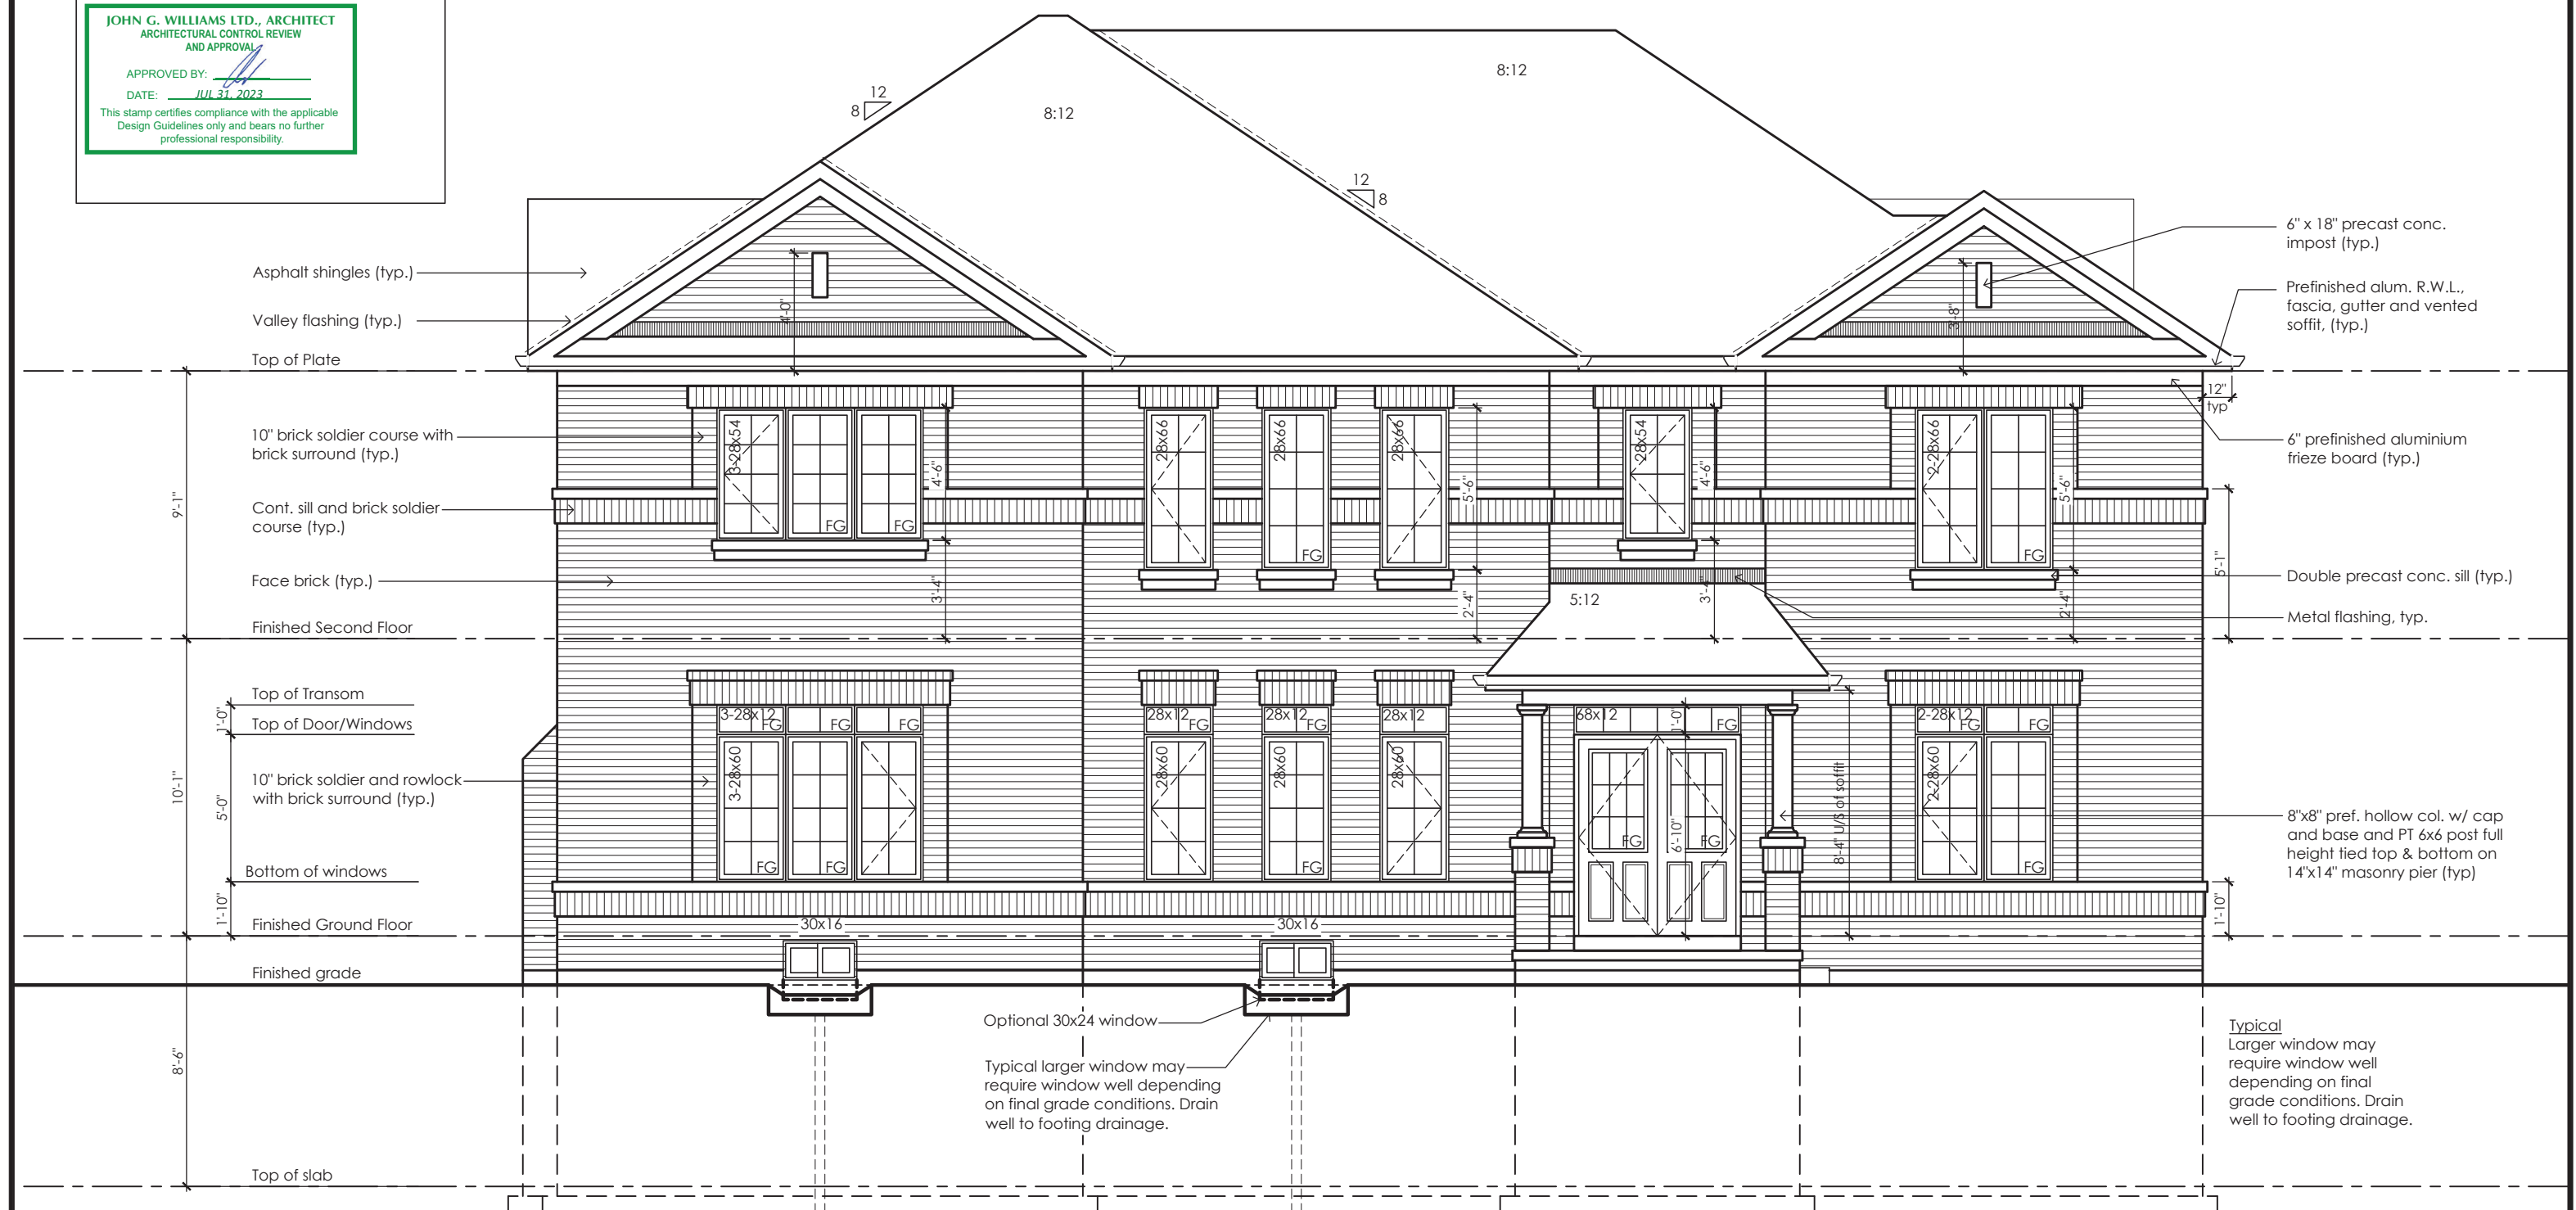 JOHN G. WILLIAMS LTD., ARCHITECT
ARCHITECTURAL CONTROL REVIEW
AND APPROVAL
APPROVED BY:
DATE: JUL 31, 2023
This stamp certifies compliance with the applicable
Design Guidelines only and bears no further
professional responsibility.
8:12
8:12
12
8
12
8
Asphalt shingles (typ.)
Valley flashing (typ.)
Top of Plate
10" brick soldier course with
brick surround (typ.)
Cont. sill and brick soldier
course (typ.)
Face brick (typ.)
Finished Second Floor
Top of Transom
Top of Door/Windows
10" brick soldier and rowlock
with brick surround (typ.)
Bottom of windows
Finished Ground Floor
Finished grade
Top of slab
9'-1"
10'-1"
8'-6"
1'-0"
5'-0"
1'-10"
4'-0"
3'-8"
3-28x54
FG
FG
4'-6"
3'-4"
28x66
28x66
FG
28x66
5'-6"
2'-4"
28x54
4'-6"
3'-4"
2-28x66
FG
5'-6"
2'-4"
5:12
3-28x12
FG
FG
FG
3-28x60
FG
FG
28x12
FG
28x12
FG
28x12
28x60
28x60
FG
28x60
68x12
1'-0"
FG
FG
FG
6'-10"
8'-4" U/S of soffit
2-28x12
FG
FG
2-28x60
FG
30x16
30x16
Optional 30x24 window
Typical larger window may
require window well depending
on final grade conditions. Drain
well to footing drainage.
6" x 18" precast conc.
impost (typ.)
Prefinished alum. R.W.L.,
fascia, gutter and vented
soffit, (typ.)
12"
typ
6" prefinished aluminium
frieze board (typ.)
5'-1"
Double precast conc. sill (typ.)
Metal flashing, typ.
8"x8" pref. hollow col. w/ cap
and base and PT 6x6 post full
height tied top & bottom on
14"x14" masonry pier (typ)
1'-10"
Typical
Larger window may
require window well
depending on final
grade conditions. Drain
well to footing drainage.